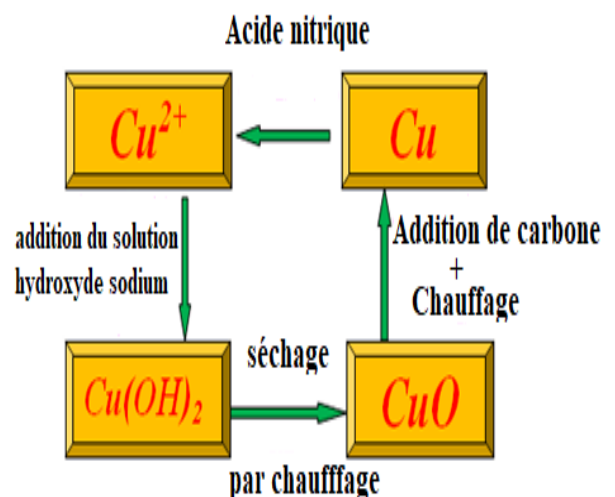 Acide nitrique
Cu²⁺
Cu
addition du solution
hydroxyde sodium
Addition de carbone
+
Chauffage
séchage
Cu(OH)₂
CuO
par chaufffage